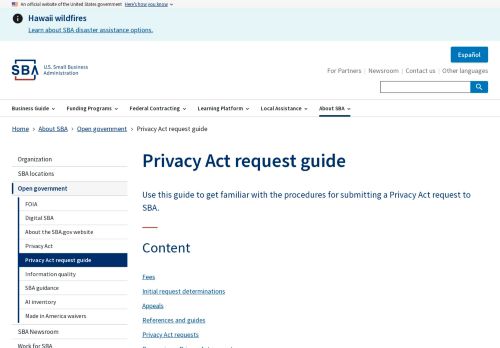 An official website of the United States government Here's how you know
Hawaii wildfires
Learn about SBA disaster assistance options.
Español
SBA U.S. Small Business
Administration
For Partners Newsroom Contact us Other languages
Business Guide Funding Programs Federal Contracting Learning Platform Local Assistance About SBA
Home > About SBA > Open government > Privacy Act request guide
Organization
SBA locations
Open government
FOIA
Digital SBA
About the SBA.gov website
Privacy Act
Privacy Act request guide
Information quality
SBA guidance
AI inventory
Made in America waivers
SBA Newsroom
Work for SBA
Privacy Act request guide
Use this guide to get familiar with the procedures for submitting a Privacy Act request to
SBA.
Content
Fees
Initial request determinations
Appeals
References and guides
Privacy Act requests